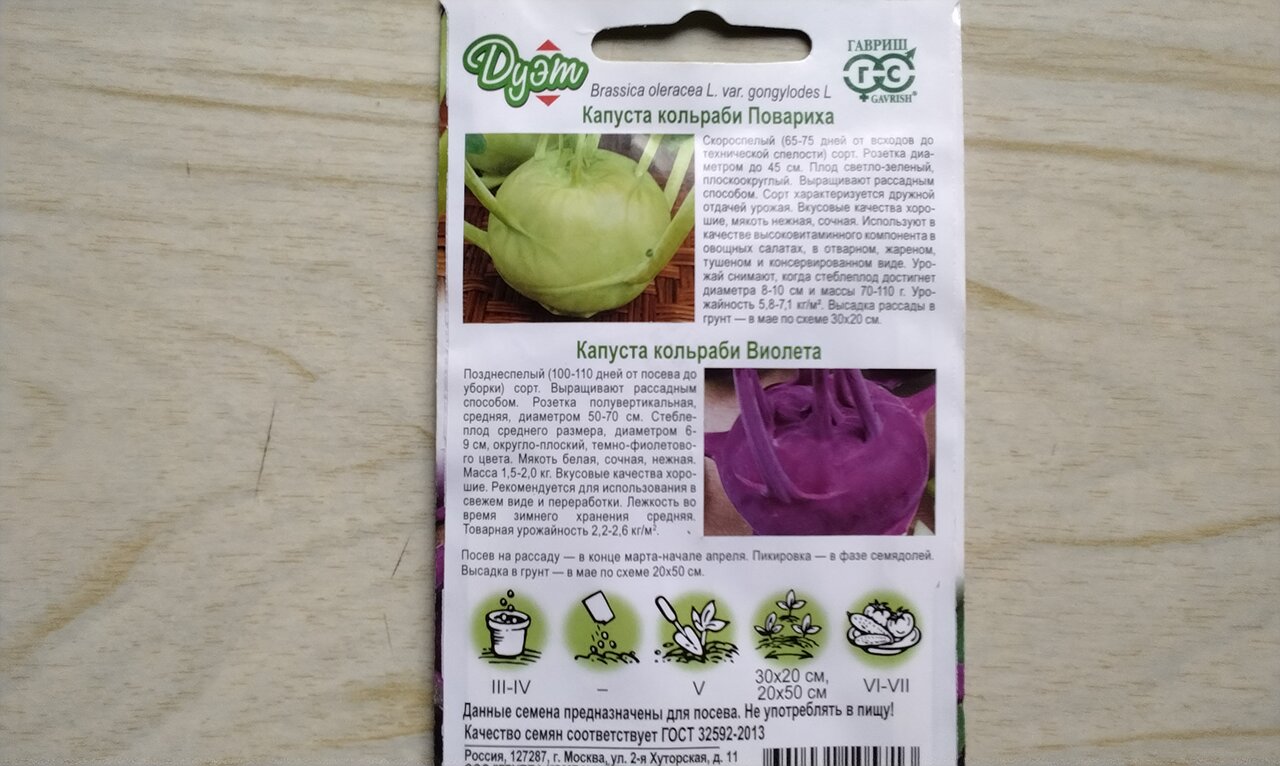 Дуэт
ГАВРИШ
ГС
GAVRISH®
Brassica oleracea L. var. gongylodes L
Капуста кольраби Повариха
Скороспелый (65-75 дней от всходов до
технической спелости) сорт. Розетка диа-
метром до 45 см. Плод светло-зеленый,
плоскоокруглый. Выращивают рассадным
способом. Сорт характеризуется дружной
отдачей урожая. Вкусовые качества хоро-
шие, мякоть нежная, сочная. Используют в
качестве высоковитаминного компонента в
овощных салатах, в отварном, жареном,
тушеном и консервированном виде. Уро-
жай снимают, когда стеблеплод достигнет
диаметра 8-10 см и массы 70-110 г. Уро-
жайность 5,8-7,1 кг/м². Высадка рассады в
грунт — в мае по схеме 30х20 см.
Капуста кольраби Виолета
Позднеспелый (100-110 дней от посева до
уборки) сорт. Выращивают рассадным
способом. Розетка полувертикальная,
средняя, диаметром 50-70 см. Стебле-
плод среднего размера, диаметром 6-
9 см, округло-плоский, темно-фиолетово-
го цвета. Мякоть белая, сочная, нежная.
Масса 1,5-2,0 кг. Вкусовые качества хоро-
шие. Рекомендуется для использования в
свежем виде и переработки. Лежкость во
время зимнего хранения средняя.
Товарная урожайность 2,2-2,6 кг/м².
Посев на рассаду — в конце марта-начале апреля. Пикировка — в фазе семядолей.
Высадка в грунт — в мае по схеме 20х50 см.
III-IV
–
V
30х20 см,
20х50 см
VI-VII
Данные семена предназначены для посева. Не употреблять в пищу!
Качество семян соответствует ГОСТ 32592-2013
Россия, 127287, г. Москва, ул. 2-я Хуторская, д. 11